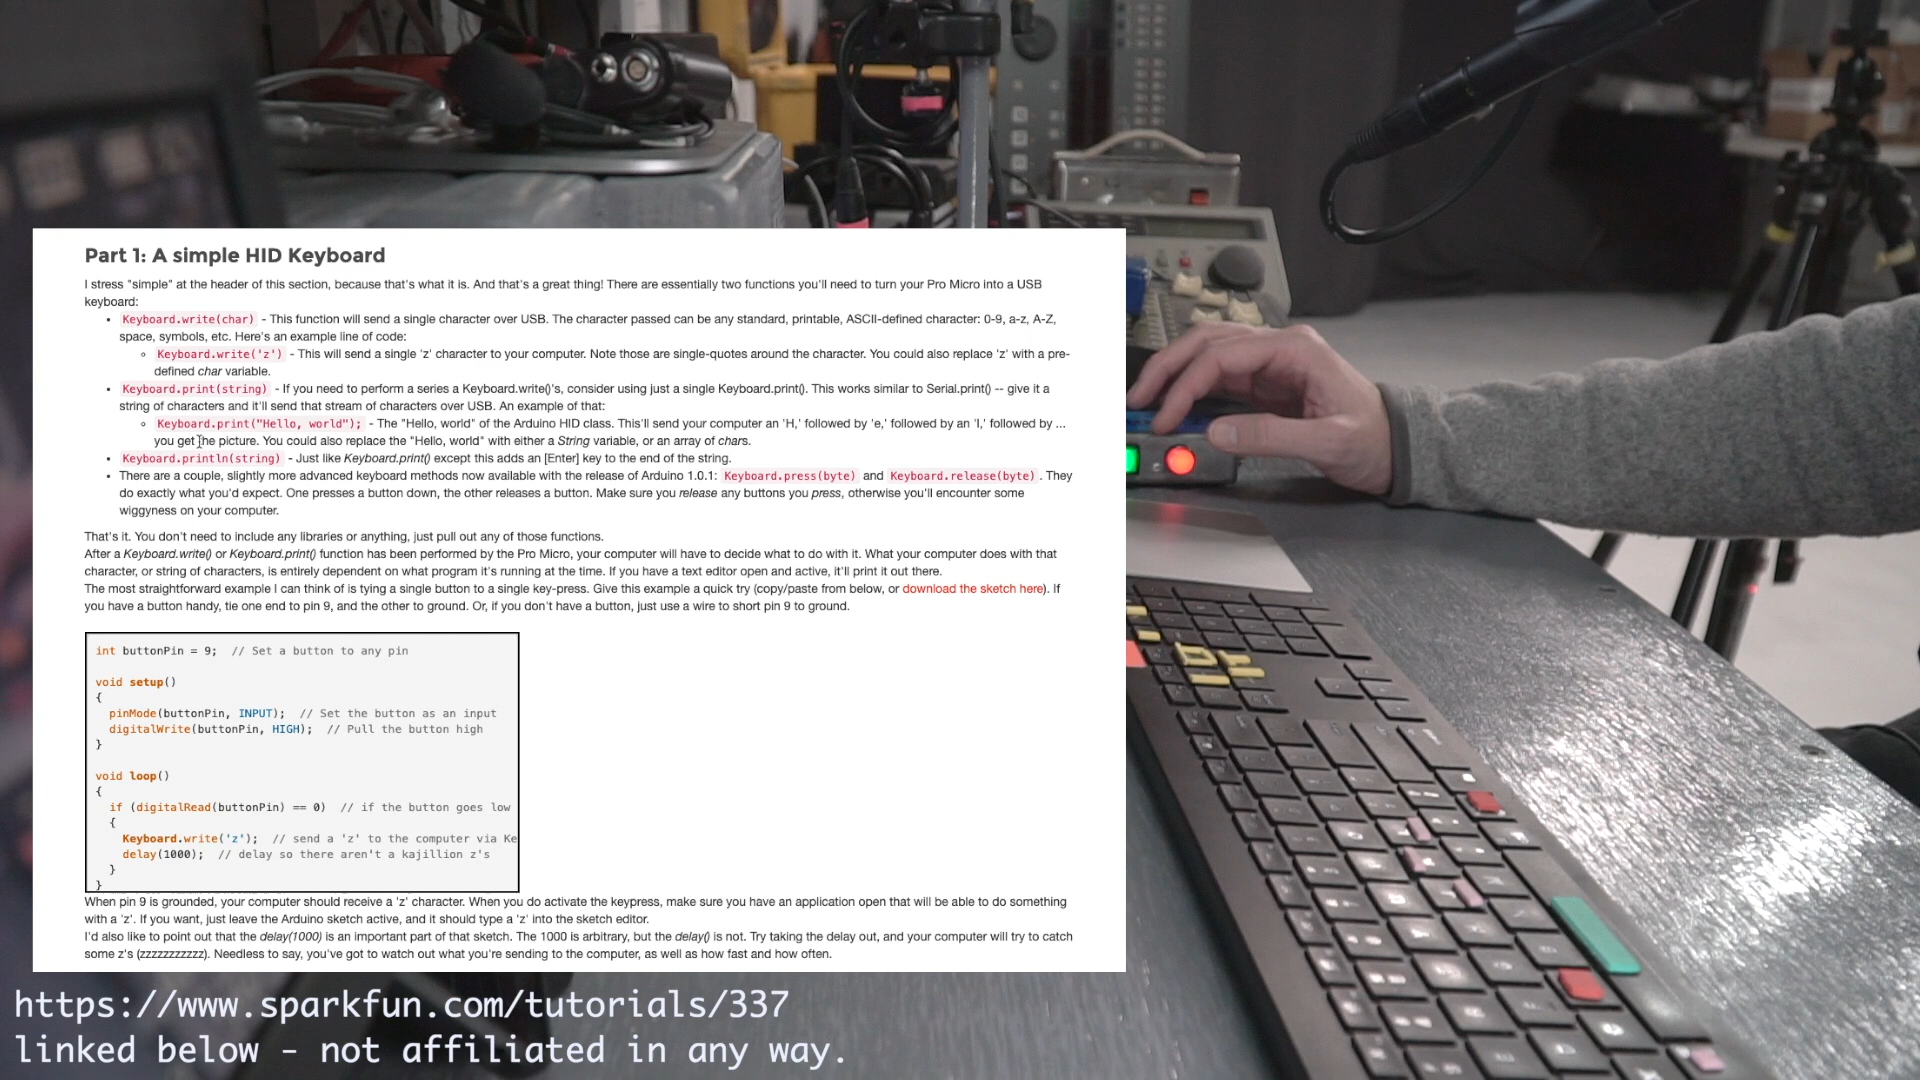 Part 1: A simple HID Keyboard
I stress "simple" at the header of this section, because that's what it is. And that's a great thing! There are essentially two functions you'll need to turn your Pro Micro into a USB
keyboard:
• Keyboard.write(char) - This function will send a single character over USB. The character passed can be any standard, printable, ASCII-defined character: 0-9, a-z, A-Z,
space, symbols, etc. Here's an example line of code:
◦ Keyboard.write('z') - This will send a single 'z' character to your computer. Note those are single-quotes around the character. You could also replace 'z' with a pre-
defined char variable.
• Keyboard.print(string) - If you need to perform a series a Keyboard.write()'s, consider using just a single Keyboard.print(). This works similar to Serial.print() -- give it a
string of characters and it'll send that stream of characters over USB. An example of that:
◦ Keyboard.print("Hello, world"); - The "Hello, world" of the Arduino HID class. This'll send your computer an 'H,' followed by 'e,' followed by an 'l,' followed by ...
you get the picture. You could also replace the "Hello, world" with either a String variable, or an array of chars.
• Keyboard.println(string) - Just like Keyboard.print() except this adds an [Enter] key to the end of the string.
• There are a couple, slightly more advanced keyboard methods now available with the release of Arduino 1.0.1: Keyboard.press(byte) and Keyboard.release(byte). They
do exactly what you'd expect. One presses a button down, the other releases a button. Make sure you release any buttons you press, otherwise you'll encounter some
wiggyness on your computer.
That's it. You don't need to include any libraries or anything, just pull out any of those functions.
After a Keyboard.write() or Keyboard.print() function has been performed by the Pro Micro, your computer will have to decide what to do with it. What your computer does with that
character, or string of characters, is entirely dependent on what program it's running at the time. If you have a text editor open and active, it'll print it out there.
The most straightforward example I can think of is tying a single button to a single key-press. Give this example a quick try (copy/paste from below, or download the sketch here). If
you have a button handy, tie one end to pin 9, and the other to ground. Or, if you don't have a button, just use a wire to short pin 9 to ground.
int buttonPin = 9;  // Set a button to any pin
void setup()
{
pinMode(buttonPin, INPUT);  // Set the button as an input
digitalWrite(buttonPin, HIGH);  // Pull the button high
}
void loop()
{
if (digitalRead(buttonPin) == 0)  // if the button goes low
{
Keyboard.write('z');  // send a 'z' to the computer via Ke
delay(1000);  // delay so there aren't a kajillion z's
}
}
When pin 9 is grounded, your computer should receive a 'z' character. When you do activate the keypress, make sure you have an application open that will be able to do something
with a 'z'. If you want, just leave the Arduino sketch active, and it should type a 'z' into the sketch editor.
I'd also like to point out that the delay(1000) is an important part of that sketch. The 1000 is arbitrary, but the delay() is not. Try taking the delay out, and your computer will try to catch
some z's (zzzzzzzzzzz). Needless to say, you've got to watch out what you're sending to the computer, as well as how fast and how often.
https://www.sparkfun.com/tutorials/337
linked below - not affiliated in any way.